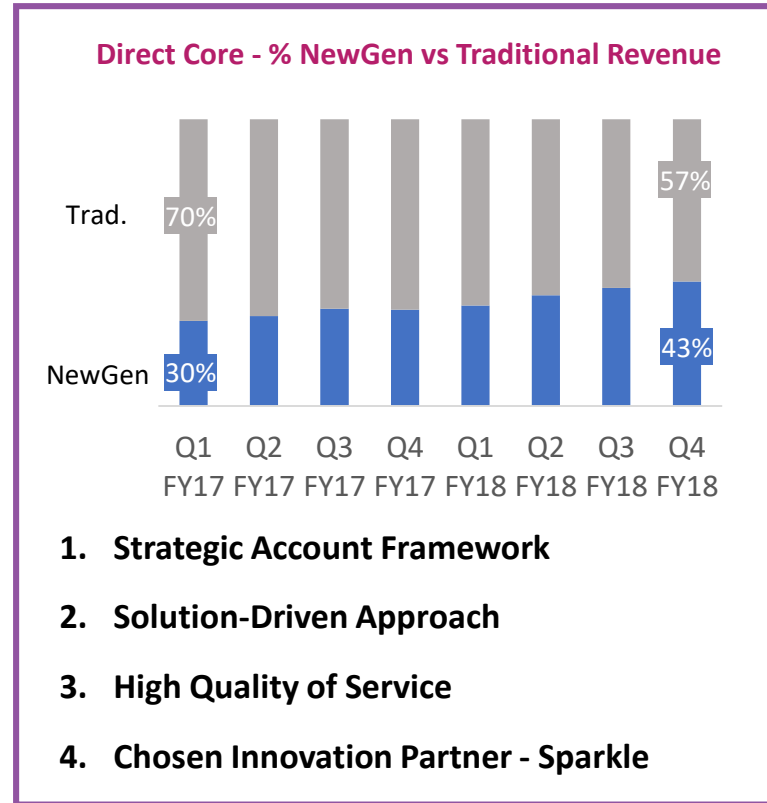 Direct Core - % NewGen vs Traditional Revenue
57%
Trad. 70%
43%
NewGen 30%
Q1 Q2 Q3 Q4 Q1 Q2 Q3 Q4
FY17 FY17 FY17 FY17 FY18 FY18 FY18 FY18
1. Strategic Account Framework
2. Solution-Driven Approach
3. High Quality of Service
4. Chosen Innovation Partner - Sparkle